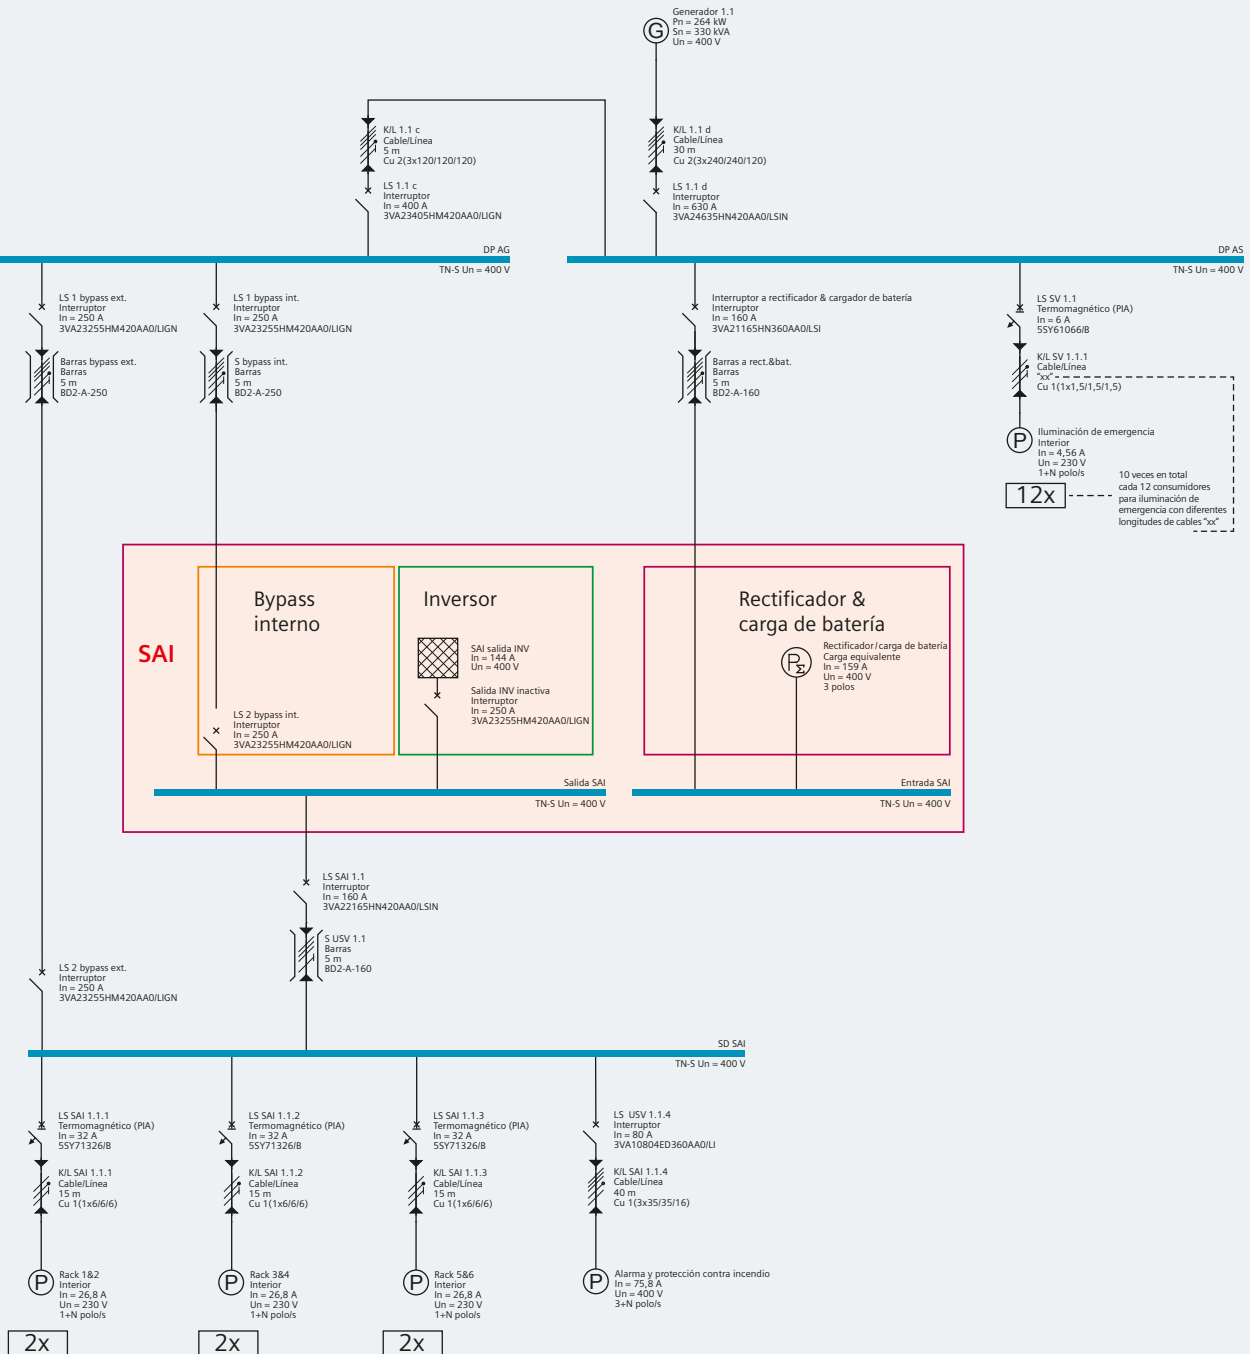 Generador 1.1
Pn = 264 kW
Sn = 330 kVA
Un = 400 V
G
K/L 1.1 c
Cable/Línea
5 m
Cu 2(3x120/120/120)
LS 1.1 c
Interruptor
In = 400 A
3VA23405HM420AA0/LIGN
K/L 1.1 d
Cable/Línea
30 m
Cu 2(3x240/240/120)
LS 1.1 d
Interruptor
In = 630 A
3VA24635HN420AA0/LSIN
DP AG
TN-S Un = 400 V
DP AS
TN-S Un = 400 V
LS 1 bypass ext.
Interruptor
In = 250 A
3VA23255HM420AA0/LIGN
Barras bypass ext.
Barras
5 m
BD2-A-250
LS 1 bypass int.
Interruptor
In = 250 A
3VA23255HM420AA0/LIGN
S bypass int.
Barras
5 m
BD2-A-250
Interruptor a rectificador & cargador de batería
Interruptor
In = 160 A
3VA21165HN360AA0/LSI
Barras a rect.&bat.
Barras
5 m
BD2-A-160
LS SV 1.1
Termomagnético (PIA)
In = 6 A
5SY61066/B
K/L SV 1.1.1
Cable/Línea
"xx"
Cu 1(1x1,5/1,5/1,5)
P
Iluminación de emergencia
Interior
In = 4,56 A
Un = 230 V
1+N polo/s
12x
10 veces en total
cada 12 consumidores
para iluminación de
emergencia con diferentes
longitudes de cables "xx"
SAI
Bypass
interno
LS 2 bypass int.
Interruptor
In = 250 A
3VA23255HM420AA0/LIGN
Inversor
SAI salida INV
In = 144 A
Un = 400 V
Salida INV inactiva
Interruptor
In = 250 A
3VA23255HM420AA0/LIGN
Rectificador &
carga de batería
PΣ
Rectificador/carga de batería
Carga equivalente
In = 159 A
Un = 400 V
3 polos
Salida SAI
TN-S Un = 400 V
Entrada SAI
TN-S Un = 400 V
LS SAI 1.1
Interruptor
In = 160 A
3VA22165HN420AA0/LSIN
S USV 1.1
Barras
5 m
BD2-A-160
LS 2 bypass ext.
Interruptor
In = 250 A
3VA23255HM420AA0/LIGN
SD SAI
TN-S Un = 400 V
LS SAI 1.1.1
Termomagnético (PIA)
In = 32 A
5SY71326/B
K/L SAI 1.1.1
Cable/Línea
15 m
Cu 1(1x6/6/6)
P
Rack 1&2
Interior
In = 26,8 A
Un = 230 V
1+N polo/s
2x
LS SAI 1.1.2
Termomagnético (PIA)
In = 32 A
5SY71326/B
K/L SAI 1.1.2
Cable/Línea
15 m
Cu 1(1x6/6/6)
P
Rack 3&4
Interior
In = 26,8 A
Un = 230 V
1+N polo/s
2x
LS SAI 1.1.3
Termomagnético (PIA)
In = 32 A
5SY71326/B
K/L SAI 1.1.3
Cable/Línea
15 m
Cu 1(1x6/6/6)
P
Rack 5&6
Interior
In = 26,8 A
Un = 230 V
1+N polo/s
2x
LS USV 1.1.4
Interruptor
In = 80 A
3VA10804ED360AA0/LI
K/L SAI 1.1.4
Cable/Línea
40 m
Cu 1(3x35/35/16)
P
Alarma y protección contra incendio
In = 75,8 A
Un = 400 V
3+N polo/s